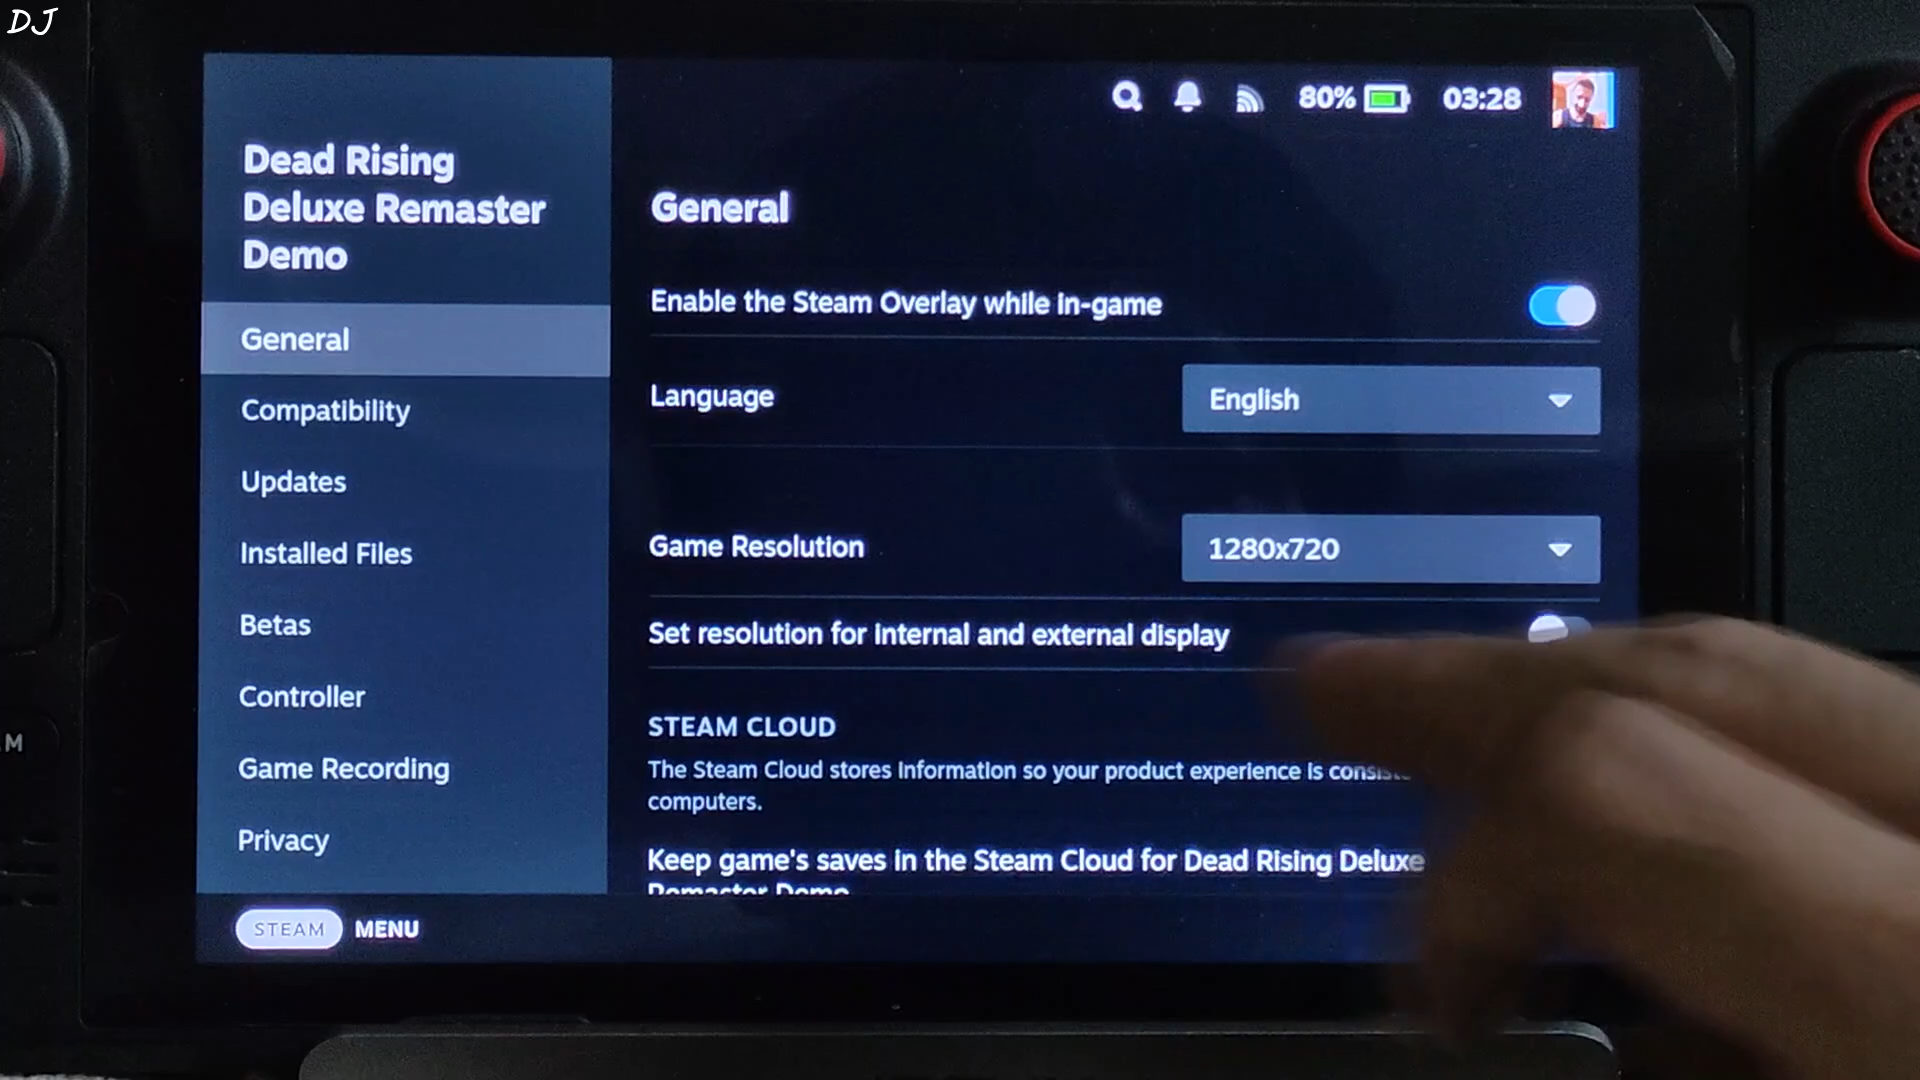 DJ
80%
03:28
Dead Rising
Deluxe Remaster
Demo
General
Compatibility
Updates
Installed Files
Betas
Controller
Game Recording
Privacy
General
Enable the Steam Overlay while in-game
Language
English
Game Resolution
1280x720
Set resolution for internal and external display
STEAM CLOUD
The Steam Cloud stores information so your product experience is
computers.
Keep game's saves in the Steam Cloud for Dead Rising Deluxe
Remaster Demo
STEAM MENU